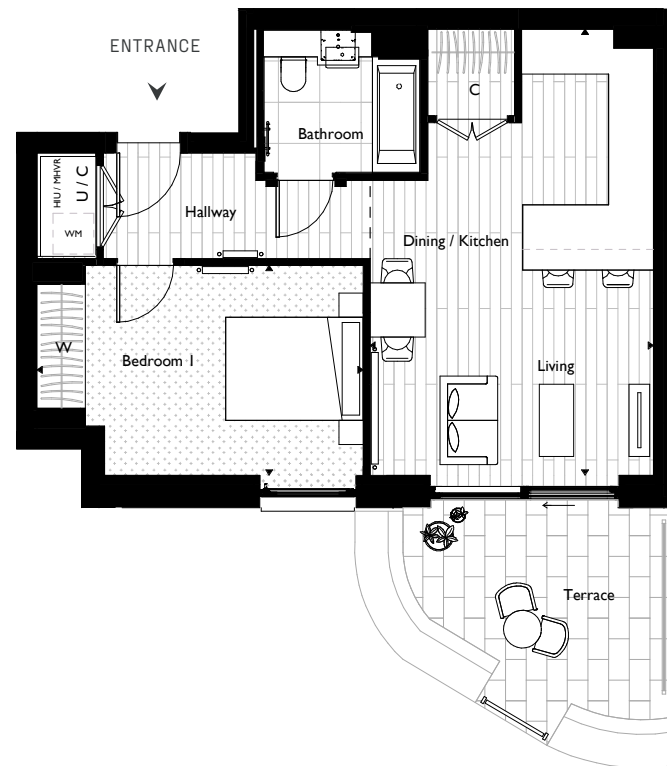 ENTRANCE
C
Bathroom
HIU / MHVR
U / C
WM
Hallway
Dining / Kitchen
W
Bedroom 1
Living
Terrace